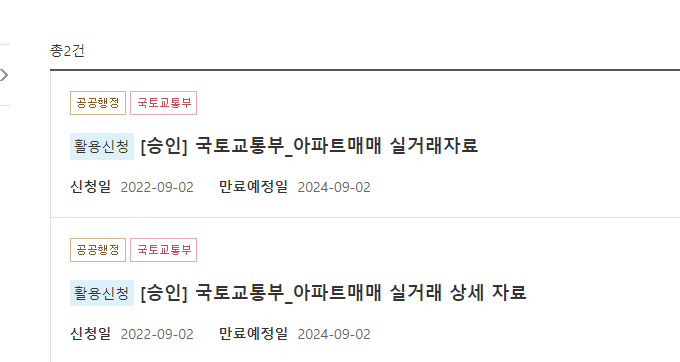 총2건
공공행정 국토교통부
활용신청 [승인] 국토교통부_아파트매매 실거래자료
신청일 2022-09-02 만료예정일 2024-09-02
공공행정 국토교통부
활용신청 [승인] 국토교통부_아파트매매 실거래 상세 자료
신청일 2022-09-02 만료예정일 2024-09-02